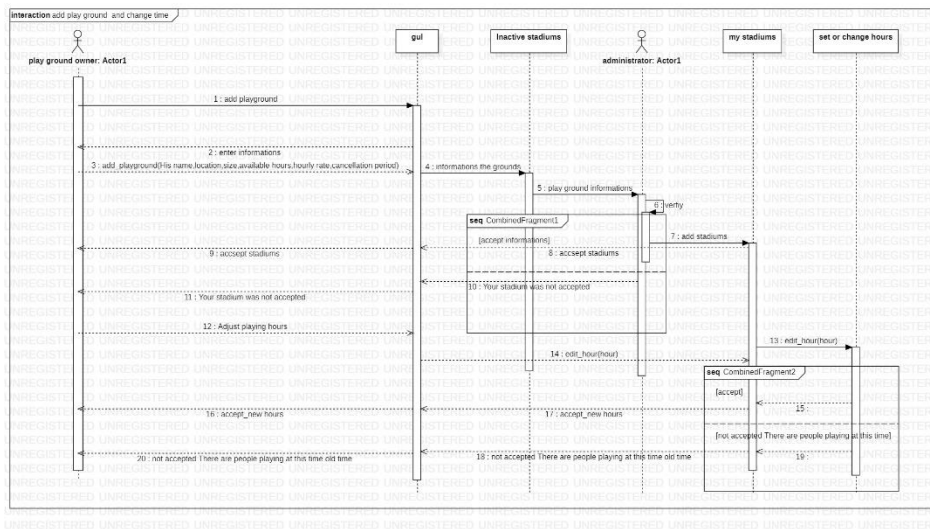 interaction add play ground and change time
play ground owner: Actor1
guI
Inactive stadiums
administrator: Actor1
my stadiums
set or change hours
1 : add playground
2 : enter informations
3 : add_playground(His name,location,size,available hours,hourly rate,cancellation period)
4 : informations the grounds
5 : play ground informations
6 : verfiy
seq CombinedFragment1
7 : add stadiums
[accept informations]
8 : accsept stadiums
9 : accsept stadiums
10 : Your stadium was not accepted
11 : Your stadium was not accepted
12 : Adjust playing hours
13 : edit_hour(hour)
14 : edit_hour(hour)
seq CombinedFragment2
[accept]
15 :
16 : accept_new hours
17 : accept_new hours
[not accepted There are people playing at this time]
18 : not accepted There are people playing at this time old time
19 :
20 : not accepted There are people playing at this time old time
UNREGISTERED